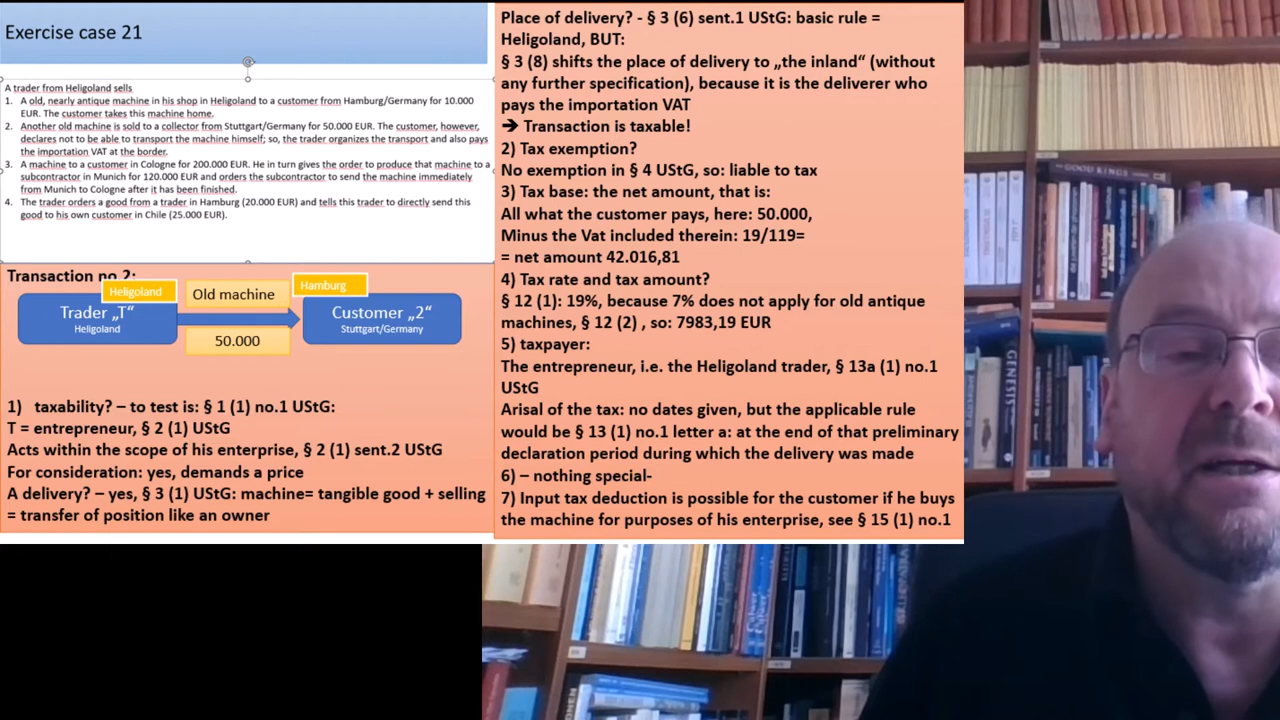 Exercise case 21
A trader from Heligoland sells
1. A old, nearly antique machine in his shop in Heligoland to a customer from Hamburg/Germany for 10.000
EUR. The customer takes this machine home.
2. Another old machine is sold to a collector from Stuttgart/Germany for 50.000 EUR. The customer, however,
declares not to be able to transport the machine himself; so, the trader organizes the transport and also pays
the importation VAT at the border.
3. A machine to a customer in Cologne for 200.000 EUR. He in turn gives the order to produce that machine to a
subcontractor in Munich for 120.000 EUR and orders the subcontractor to send the machine immediately
from Munich to Cologne after it has been finished.
4. The trader orders a good from a trader in Hamburg (20.000 EUR) and tells this trader to directly send this
good to his own customer in Chile (25.000 EUR).
Transaction no 2:
Heligoland
Old machine
Hamburg
Trader „T“
Heligoland
Customer „2“
Stuttgart/Germany
50.000
1) taxability? – to test is: § 1 (1) no.1 UStG:
T = entrepreneur, § 2 (1) UStG
Acts within the scope of his enterprise, § 2 (1) sent.2 UStG
For consideration: yes, demands a price
A delivery? – yes, § 3 (1) UStG: machine= tangible good + selling
= transfer of position like an owner
Place of delivery? - § 3 (6) sent.1 UStG: basic rule =
Heligoland, BUT:
§ 3 (8) shifts the place of delivery to „the inland“ (without
any further specification), because it is the deliverer who
pays the importation VAT
➔ Transaction is taxable!
2) Tax exemption?
No exemption in § 4 UStG, so: liable to tax
3) Tax base: the net amount, that is:
All what the customer pays, here: 50.000,
Minus the Vat included therein: 19/119=
= net amount 42.016,81
4) Tax rate and tax amount?
§ 12 (1): 19%, because 7% does not apply for old antique
machines, § 12 (2) , so: 7983,19 EUR
5) taxpayer:
The entrepreneur, i.e. the Heligoland trader, § 13a (1) no.1
UStG
Arisal of the tax: no dates given, but the applicable rule
would be § 13 (1) no.1 letter a: at the end of that preliminary
declaration period during which the delivery was made
6) – nothing special-
7) Input tax deduction is possible for the customer if he buys
the machine for purposes of his enterprise, see § 15 (1) no.1
GOOD KINGS
GENESIS